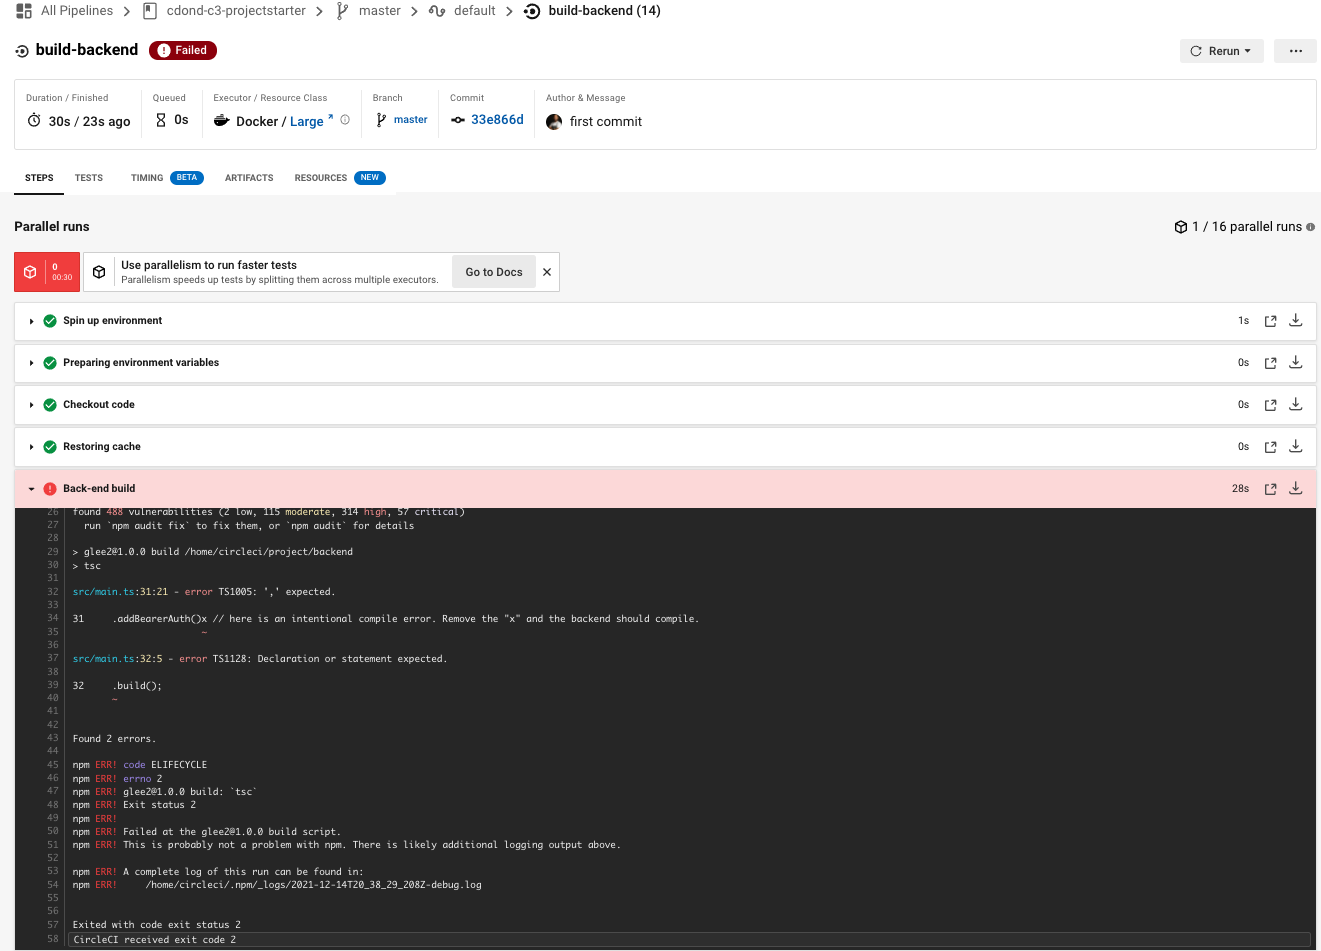 All Pipelines > cdond-c3-projectstarter > master > default > build-backend (14)
build-backend Failed Rerun
Duration / Finished Queued Executor / Resource Class Branch Commit Author & Message
30s / 23s ago 0s Docker / Large master 33e866d first commit
STEPS TESTS TIMING BETA ARTIFACTS RESOURCES NEW
Parallel runs 1 / 16 parallel runs
0
00:30
Use parallelism to run faster tests
Parallelism speeds up tests by splitting them across multiple executors.
Go to Docs
Spin up environment 1s
Preparing environment variables 0s
Checkout code 0s
Restoring cache 0s
Back-end build 28s
26 found 488 vulnerabilities (2 low, 115 moderate, 314 high, 57 critical)
27   run `npm audit fix` to fix them, or `npm audit` for details
28
29 > glee2@1.0.0 build /home/circleci/project/backend
30 > tsc
31
32 src/main.ts:31:21 - error TS1005: ',' expected.
33
34 31     .addBearerAuth()x // here is an intentional compile error. Remove the "x" and the backend should compile.
35                        ~
36
37 src/main.ts:32:5 - error TS1128: Declaration or statement expected.
38
39 32     .build();
40        ~
41
42
43 Found 2 errors.
44
45 npm ERR! code ELIFECYCLE
46 npm ERR! errno 2
47 npm ERR! glee2@1.0.0 build: `tsc`
48 npm ERR! Exit status 2
49 npm ERR!
50 npm ERR! Failed at the glee2@1.0.0 build script.
51 npm ERR! This is probably not a problem with npm. There is likely additional logging output above.
52
53 npm ERR! A complete log of this run can be found in:
54 npm ERR!     /home/circleci/.npm/_logs/2021-12-14T20_38_29_208Z-debug.log
55
56
57 Exited with code exit status 2
58 CircleCI received exit code 2